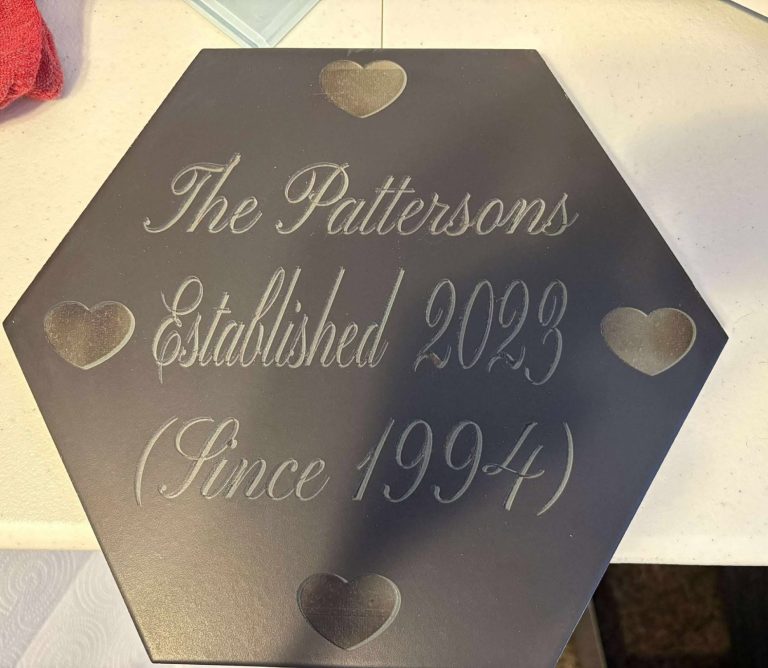 The Pattersons
Established 2023
(Since 1994)